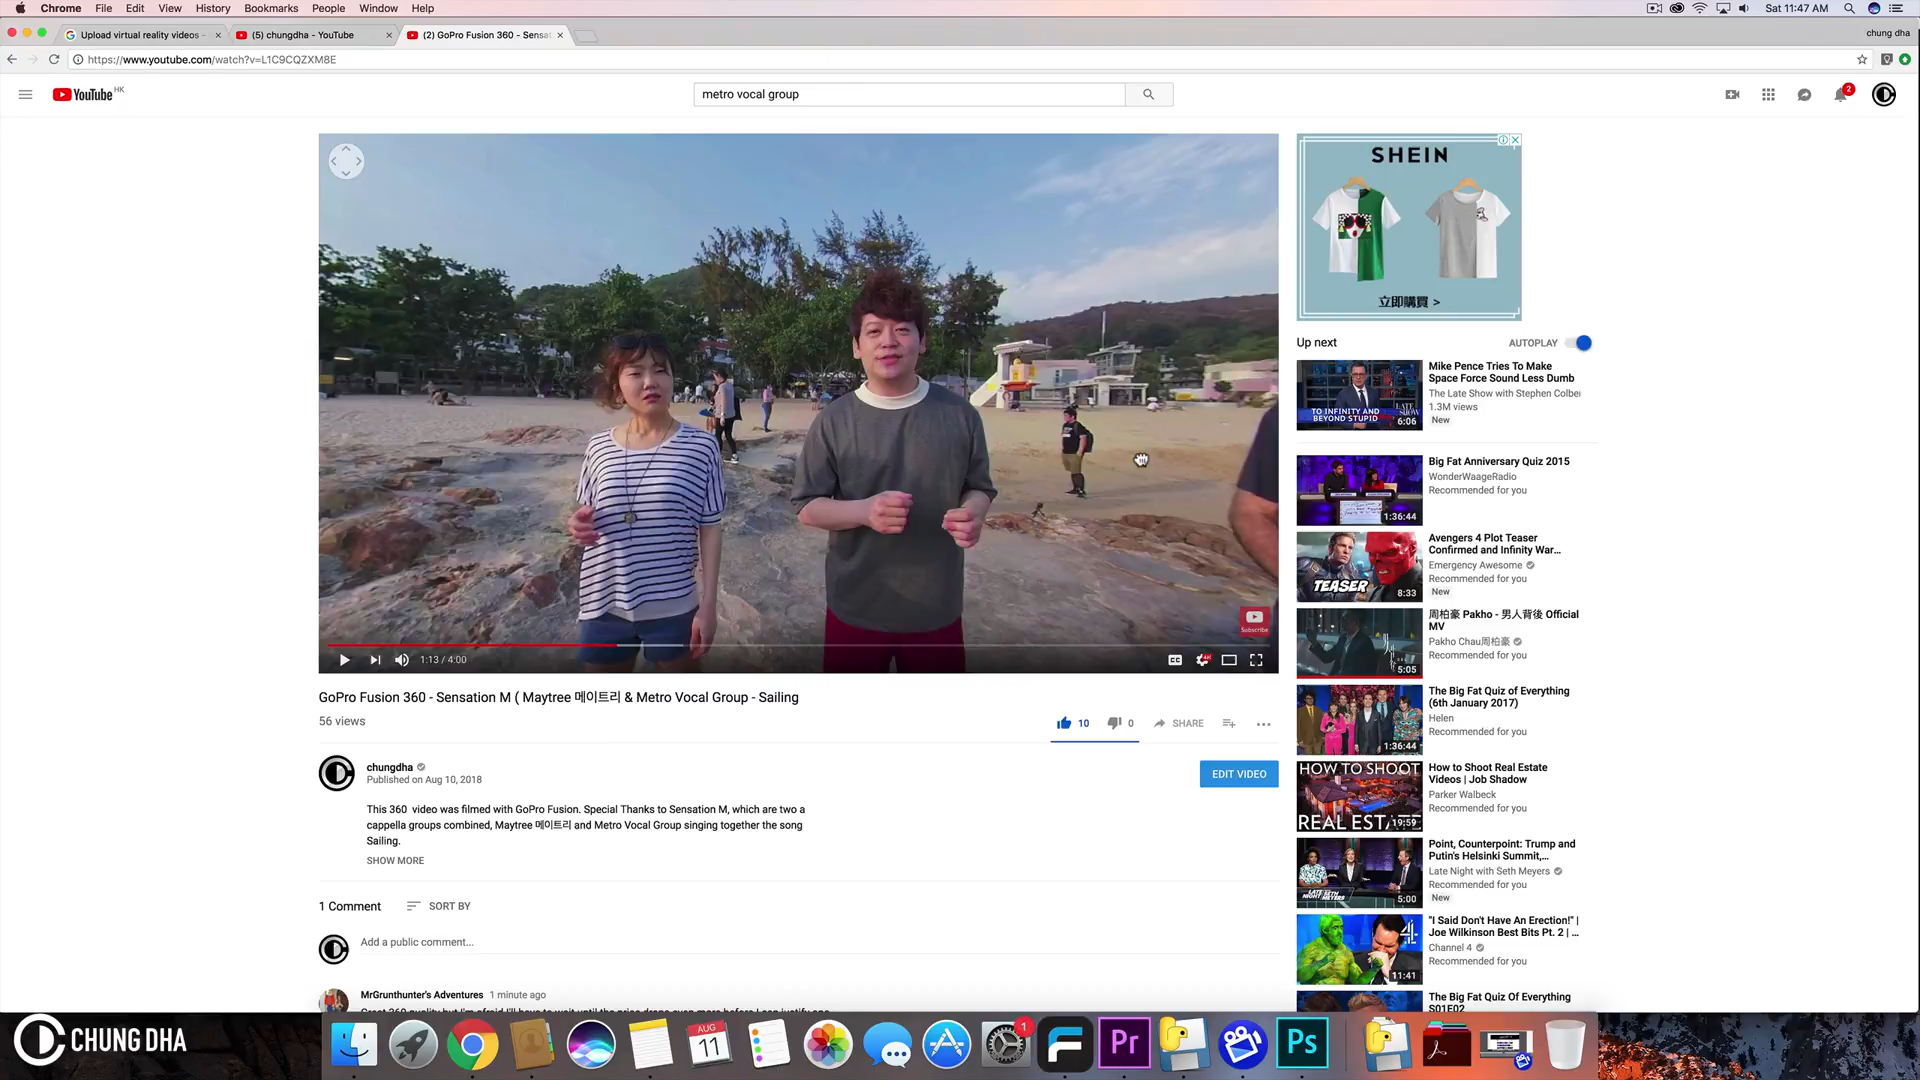 Chrome File Edit View History Bookmarks People Window Help
Sat 11:47 AM
Upload virtual reality videos -
(5) chungdha - YouTube
(2) GoPro Fusion 360 - Sensat
chung dha
https://www.youtube.com/watch?v=L1C9CQZXM8E
YouTube HK
metro vocal group
2
SHEIN
立即購買 >
Subscribe
1:13 / 4:00
CC
GoPro Fusion 360 - Sensation M ( Maytree 메이트리 & Metro Vocal Group - Sailing
56 views
10
0
SHARE
chungdha
Published on Aug 10, 2018
EDIT VIDEO
This 360 video was filmed with GoPro Fusion. Special Thanks to Sensation M, which are two a
cappella groups combined, Maytree 메이트리 and Metro Vocal Group singing together the song
Sailing.
SHOW MORE
1 Comment
SORT BY
Add a public comment...
MrGrunthunter's Adventures 1 minute ago
Up next
AUTOPLAY
TO INFINITY AND
BEYOND STUPID
LATE SHOW
6:06
Mike Pence Tries To Make
Space Force Sound Less Dumb
The Late Show with Stephen Colber
1.3M views
New
1:36:44
Big Fat Anniversary Quiz 2015
WonderWaageRadio
Recommended for you
TEASER
8:33
Avengers 4 Plot Teaser
Confirmed and Infinity War...
Emergency Awesome
Recommended for you
New
5:05
周柏豪 Pakho - 男人背後 Official
MV
Pakho Chau周柏豪
Recommended for you
1:36:44
The Big Fat Quiz of Everything
(6th January 2017)
Helen
Recommended for you
HOW TO SHOOT
REAL ESTATE
19:59
How to Shoot Real Estate
Videos | Job Shadow
Parker Walbeck
Recommended for you
5:00
Point, Counterpoint: Trump and
Putin's Helsinki Summit,...
Late Night with Seth Meyers
Recommended for you
New
4
11:41
"I Said Don't Have An Erection!" |
Joe Wilkinson Best Bits Pt. 2 | ...
Channel 4
Recommended for you
The Big Fat Quiz Of Everything
S01E02
CHUNG DHA
AUG
11
1
Pr
Ps